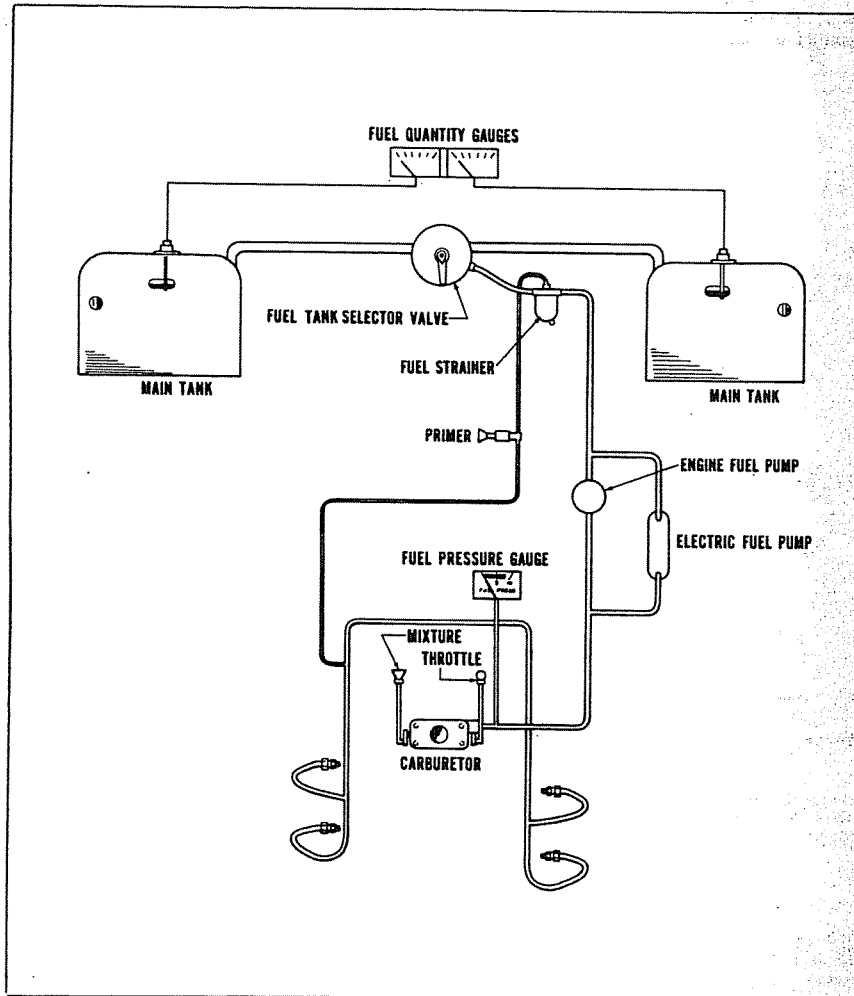 FUEL QUANTITY GAUGES
FUEL TANK SELECTOR VALVE
FUEL STRAINER
MAIN TANK
MAIN TANK
PRIMER
ENGINE FUEL PUMP
ELECTRIC FUEL PUMP
FUEL PRESSURE GAUGE
MIXTURE
THROTTLE
CARBURETOR